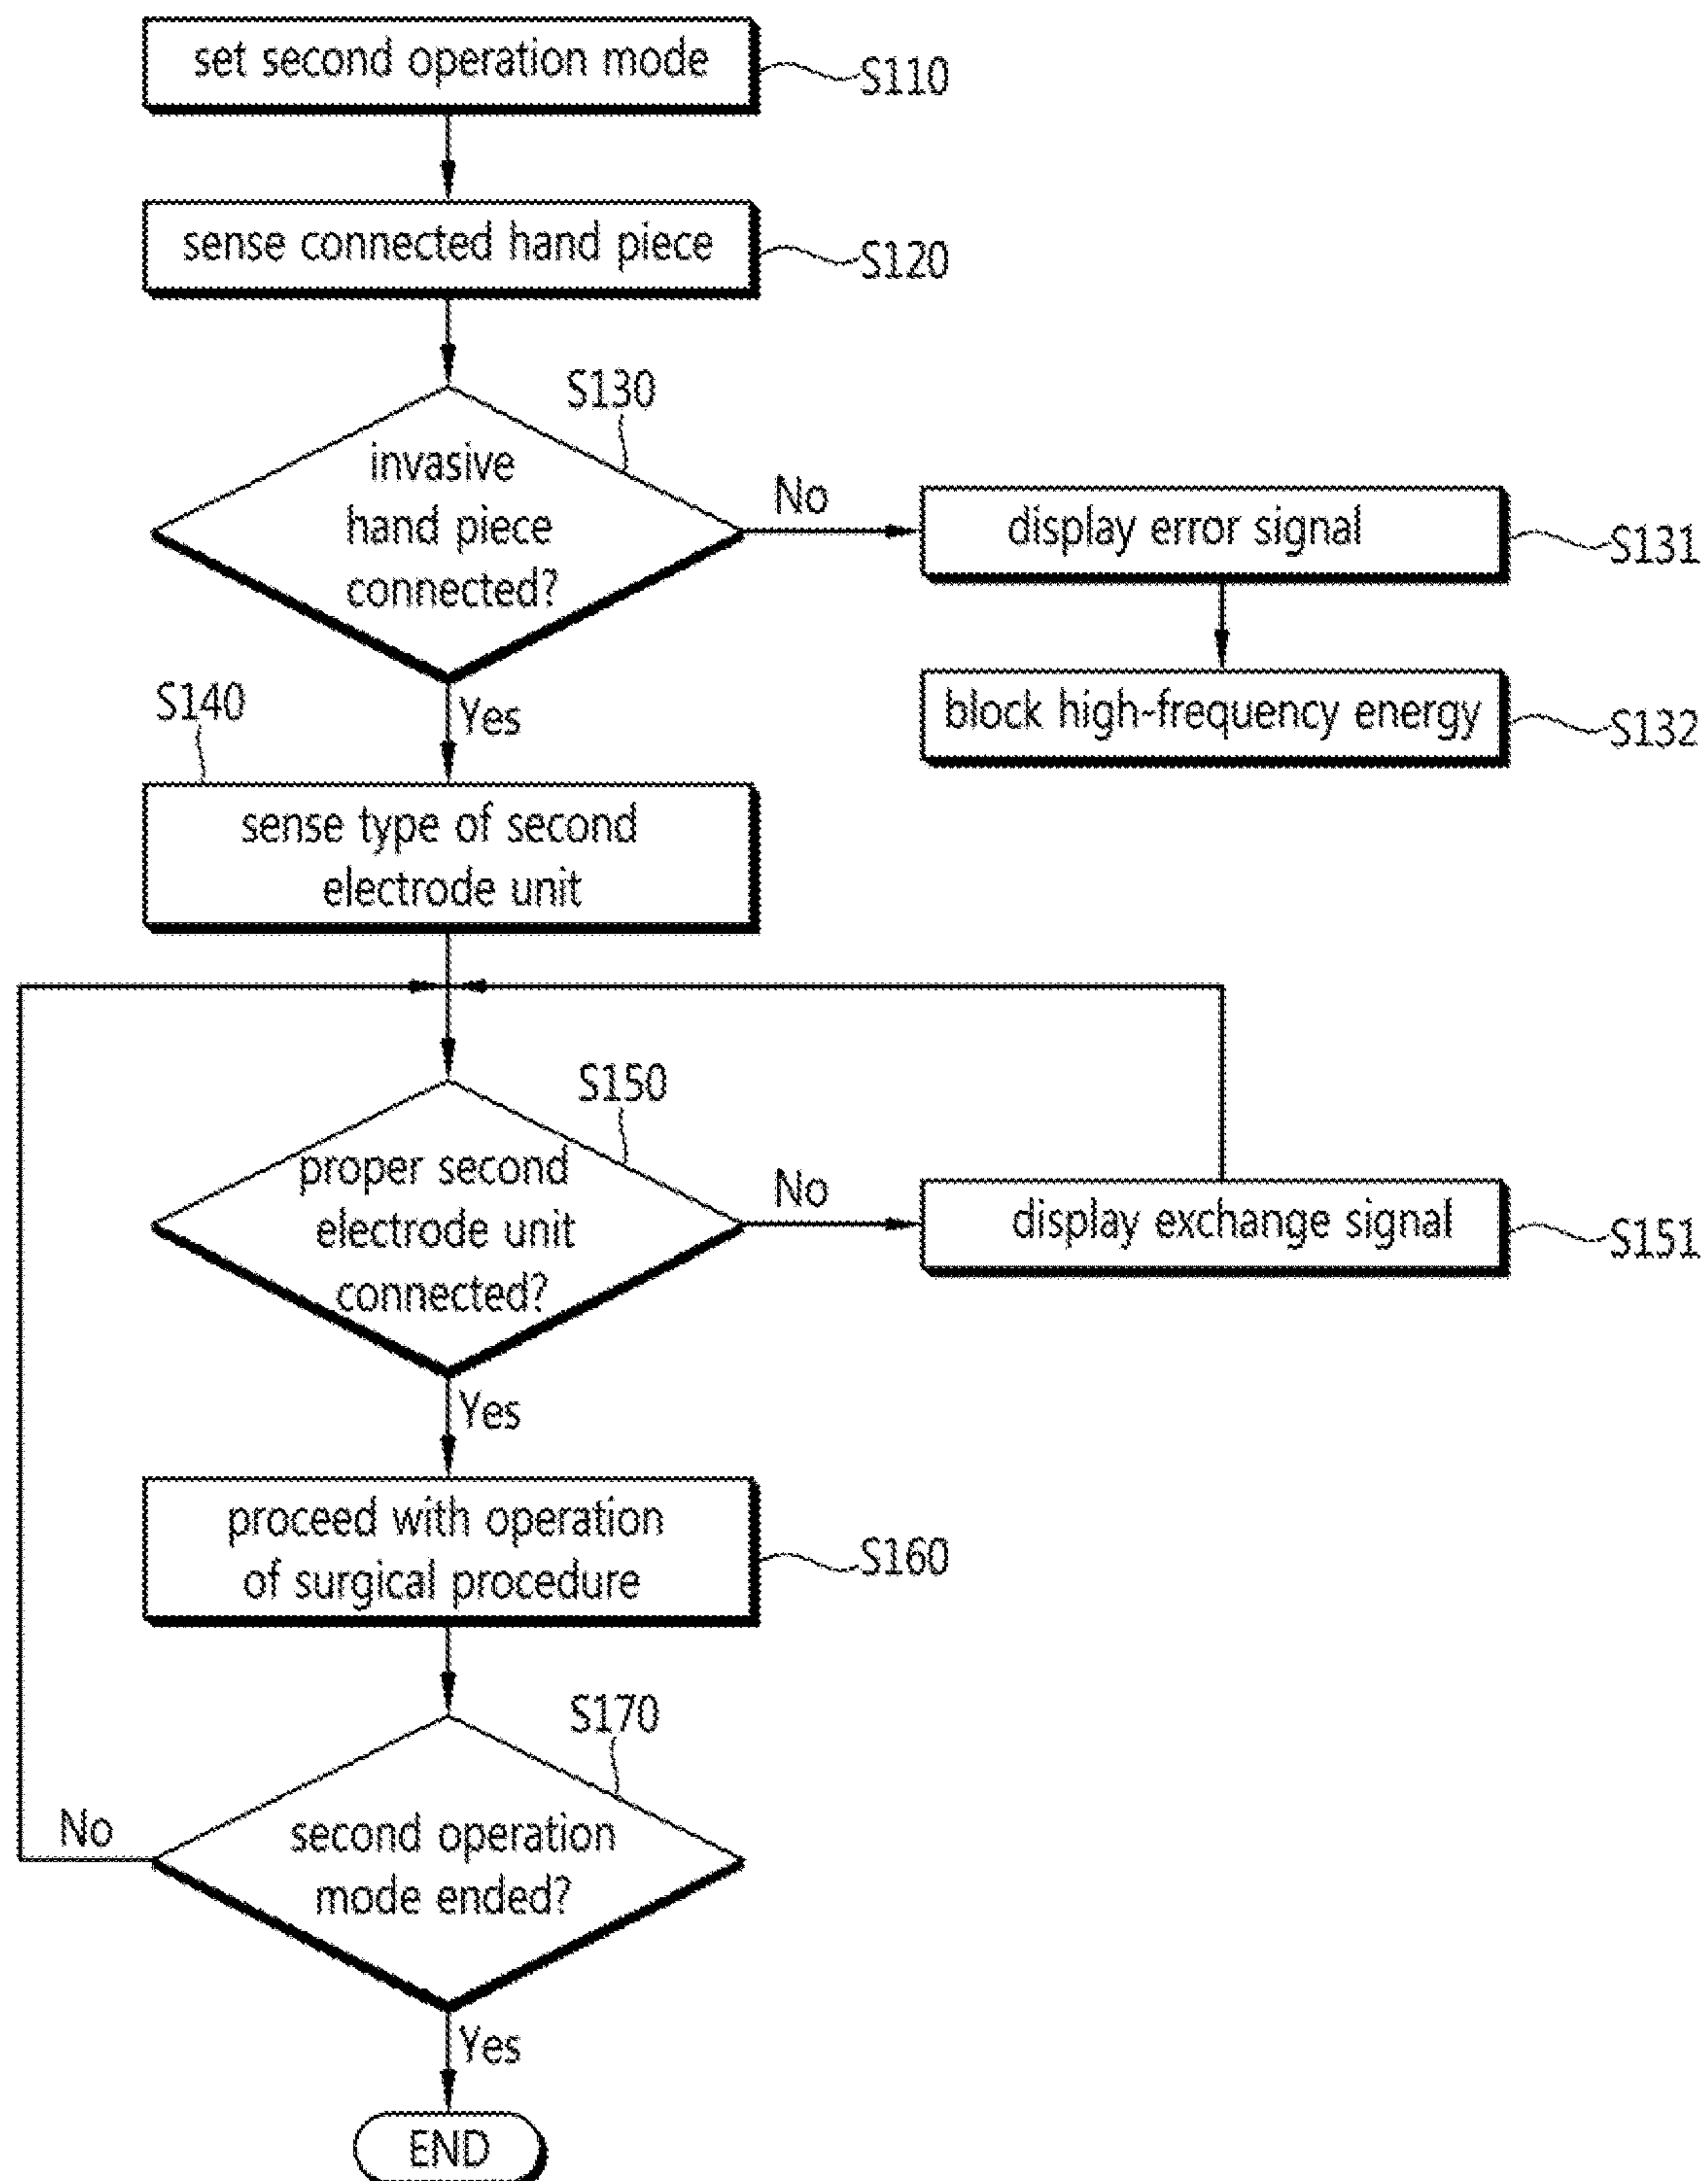 set second operation mode
S110
sense connected hand piece
S120
S130
invasive
hand piece
connected?
No
display error signal
S131
block high-frequency energy
S132
Yes
S140
sense type of second
electrode unit
S150
proper second
electrode unit
connected?
No
display exchange signal
S151
Yes
proceed with operation
of surgical procedure
S160
S170
second operation
mode ended?
No
Yes
END